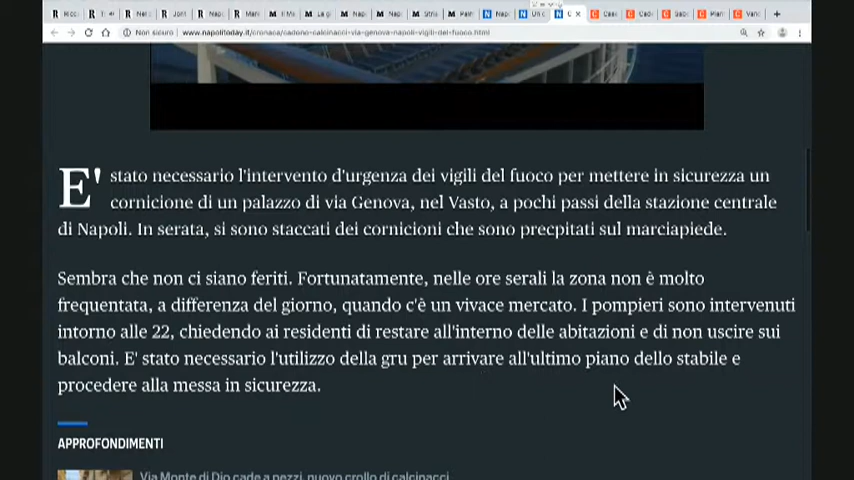 Non sicuro | www.napolitoday.it/cronaca/cadono-calcinacci-via-genova-napoli-vigili-del-fuoco.html
E' stato necessario l'intervento d'urgenza dei vigili del fuoco per mettere in sicurezza un
cornicione di un palazzo di via Genova, nel Vasto, a pochi passi della stazione centrale
di Napoli. In serata, si sono staccati dei cornicioni che sono precpitati sul marciapiede.
Sembra che non ci siano feriti. Fortunatamente, nelle ore serali la zona non è molto
frequentata, a differenza del giorno, quando c'è un vivace mercato. I pompieri sono intervenuti
intorno alle 22, chiedendo ai residenti di restare all'interno delle abitazioni e di non uscire sui
balconi. E' stato necessario l'utilizzo della gru per arrivare all'ultimo piano dello stabile e
procedere alla messa in sicurezza.
APPROFONDIMENTI
Via Monte di Dio cade a pezzi, nuovo crollo di calcinacci